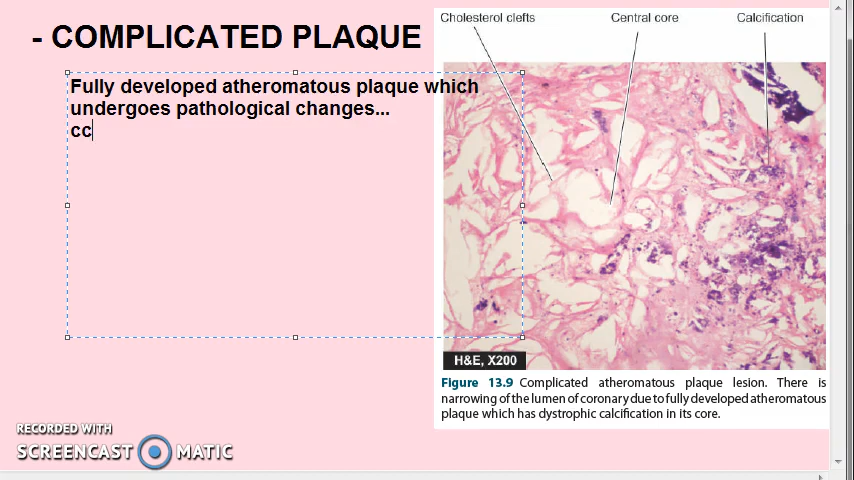 - COMPLICATED PLAQUE
Fully developed atheromatous plaque which
undergoes pathological changes...
cc
Cholesterol clefts
Central core
Calcification
H&E, X200
Figure 13.9 Complicated atheromatous plaque lesion. There is
narrowing of the lumen of coronary due to fully developed atheromatous
plaque which has dystrophic calcification in its core.
RECORDED WITH
SCREENCAST MATIC